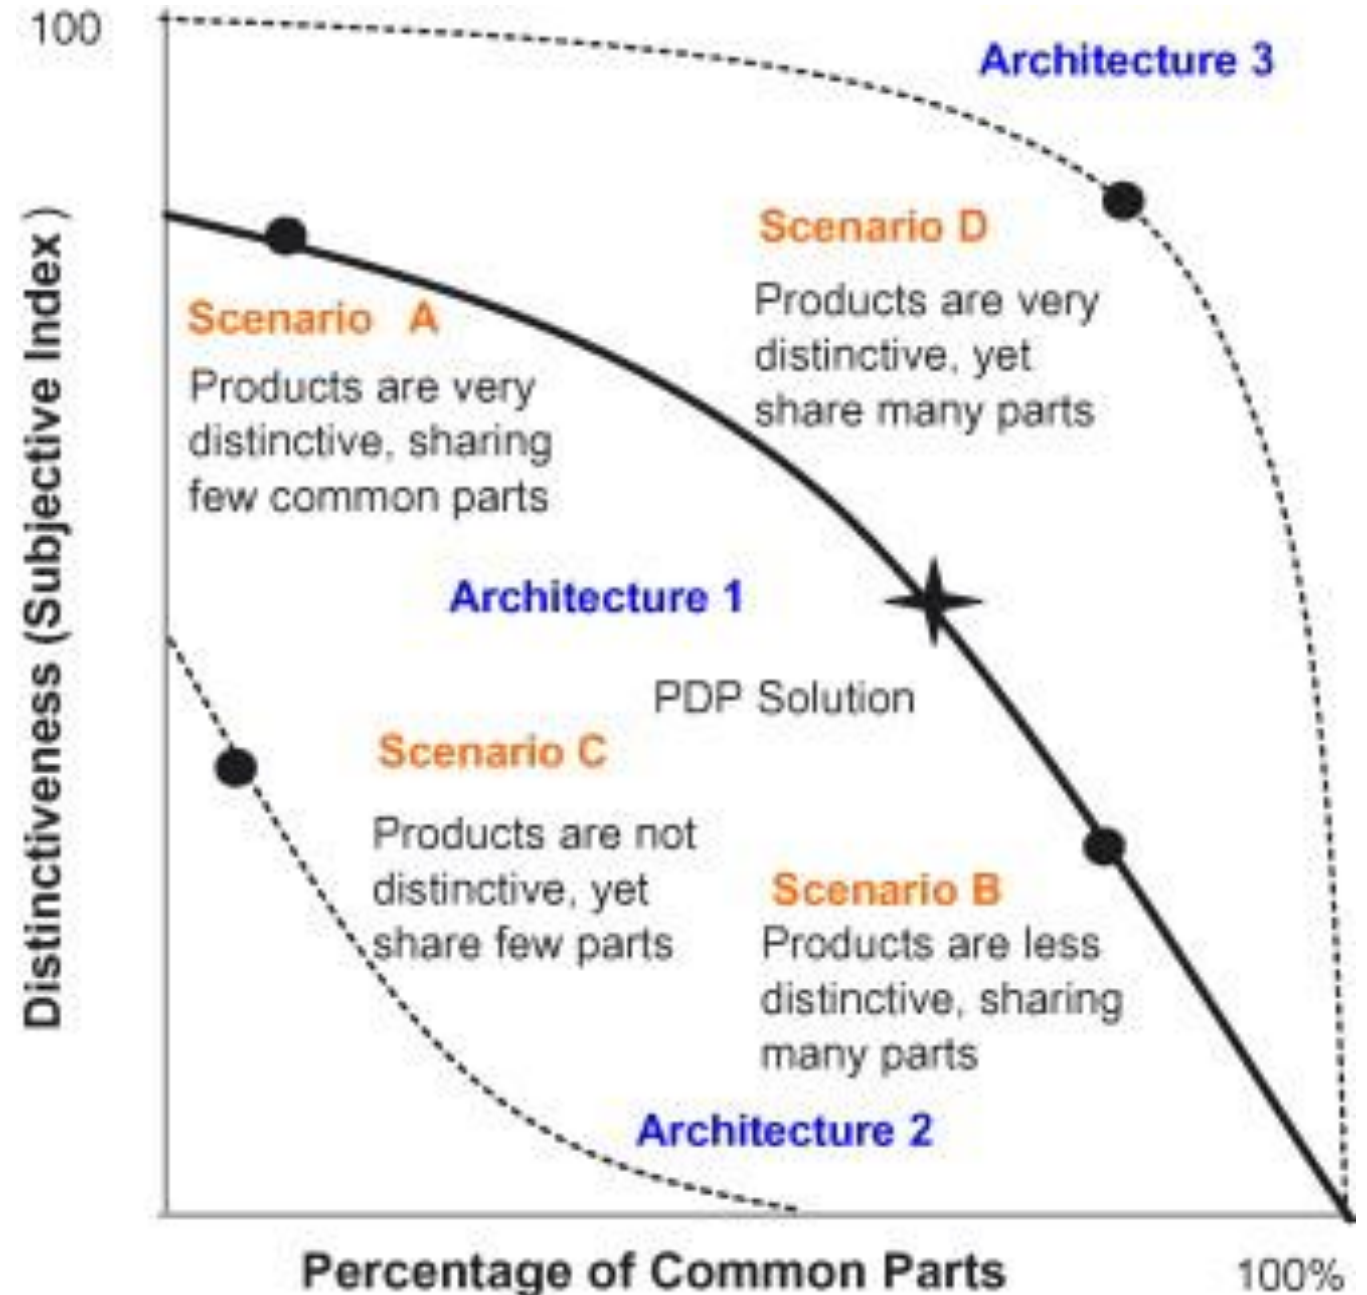 100
Architecture 3
Scenario D
Products are very
distinctive, yet
share many parts
Scenario A
Products are very
distinctive, sharing
few common parts
Architecture 1
PDP Solution
Scenario C
Products are not
distinctive, yet
share few parts
Scenario B
Products are less
distinctive, sharing
many parts
Architecture 2
Distinctiveness (Subjective Index)
Percentage of Common Parts
100%